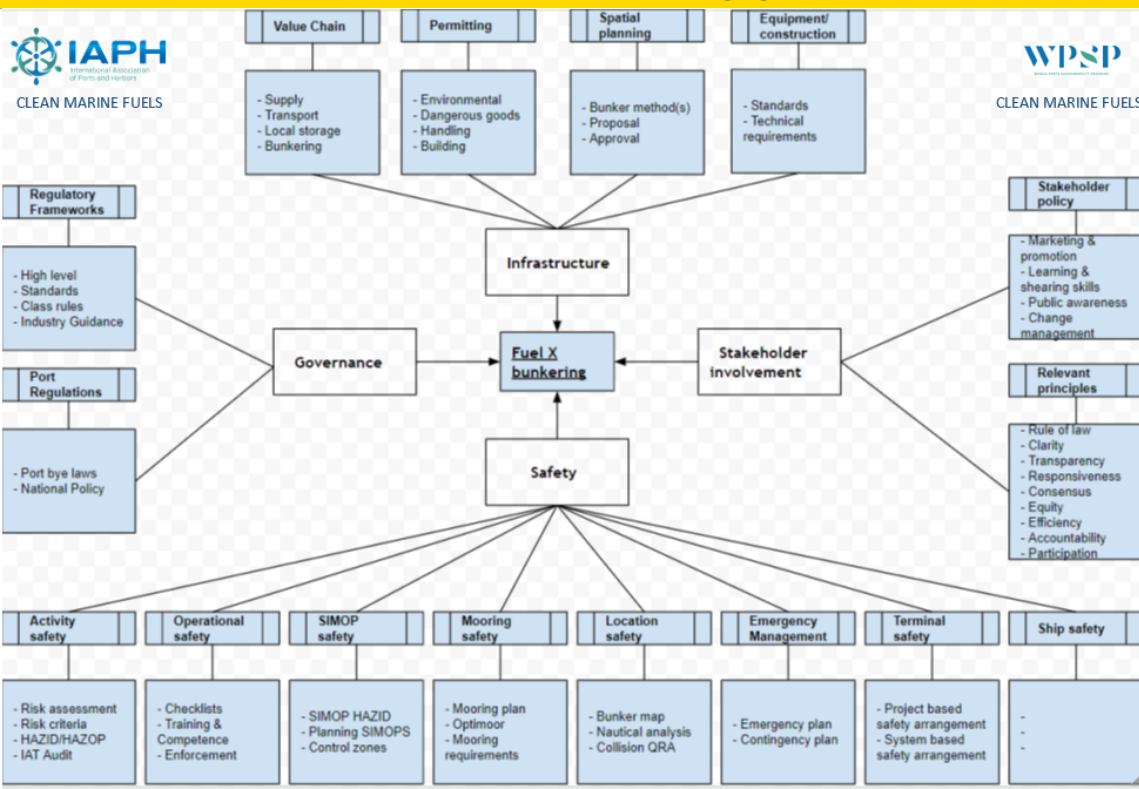 IAPH
International Association
of Ports and Harbors
CLEAN MARINE FUELS
WPSP
WORLD PORTS SUSTAINABILITY PROGRAM
CLEAN MARINE FUELS
Value Chain
- Supply
- Transport
- Local storage
- Bunkering
Permitting
- Environmental
- Dangerous goods
- Handling
- Building
Spatial
planning
- Bunker method(s)
- Proposal
- Approval
Equipment/
construction
- Standards
- Technical
requirements
Regulatory
Frameworks
- High level
- Standards
- Class rules
- Industry Guidance
Port
Regulations
- Port bye laws
- National Policy
Infrastructure
Governance
Fuel X
bunkering
Stakeholder
involvement
Safety
Stakeholder
policy
- Marketing &
promotion
- Learning &
shearing skills
- Public awareness
- Change
management
Relevant
principles
- Rule of law
- Clarity
- Transparency
- Responsiveness
- Consensus
- Equity
- Efficiency
- Accountability
- Participation
Activity
safety
- Risk assessment
- Risk criteria
- HAZID/HAZOP
- IAT Audit
Operational
safety
- Checklists
- Training &
Competence
- Enforcement
SIMOP
safety
- SIMOP HAZID
- Planning SIMOPS
- Control zones
Mooring
safety
- Mooring plan
- Optimoor
- Mooring
requirements
Location
safety
- Bunker map
- Nautical analysis
- Collision QRA
Emergency
Management
- Emergency plan
- Contingency plan
Terminal
safety
- Project based
safety arrangement
- System based
safety arrangement
Ship safety
-
-
-